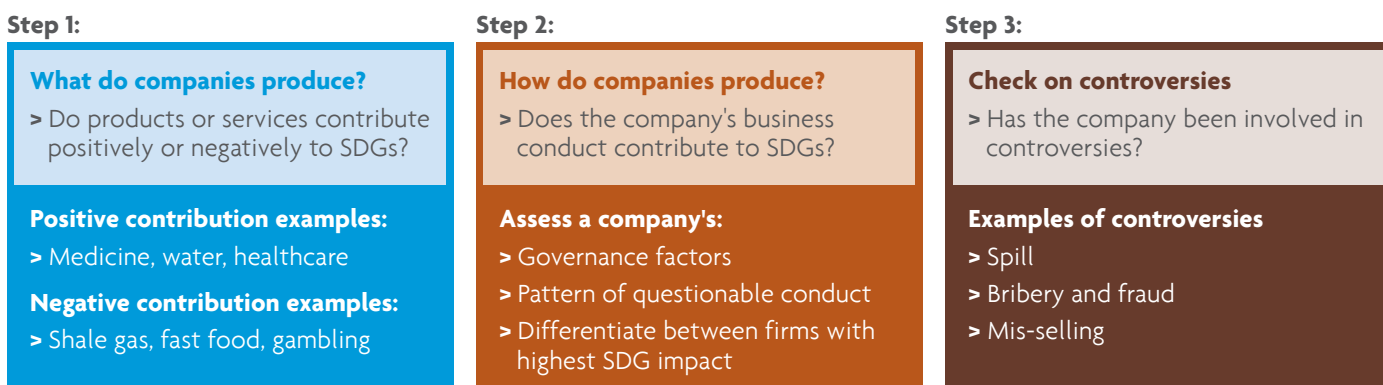 Step 1:
What do companies produce?
> Do products or services contribute
positively or negatively to SDGs?
Positive contribution examples:
> Medicine, water, healthcare
Negative contribution examples:
> Shale gas, fast food, gambling
Step 2:
How do companies produce?
> Does the company's business
conduct contribute to SDGs?
Assess a company's:
> Governance factors
> Pattern of questionable conduct
> Differentiate between firms with
highest SDG impact
Step 3:
Check on controversies
> Has the company been involved in
controversies?
Examples of controversies
> Spill
> Bribery and fraud
> Mis-selling